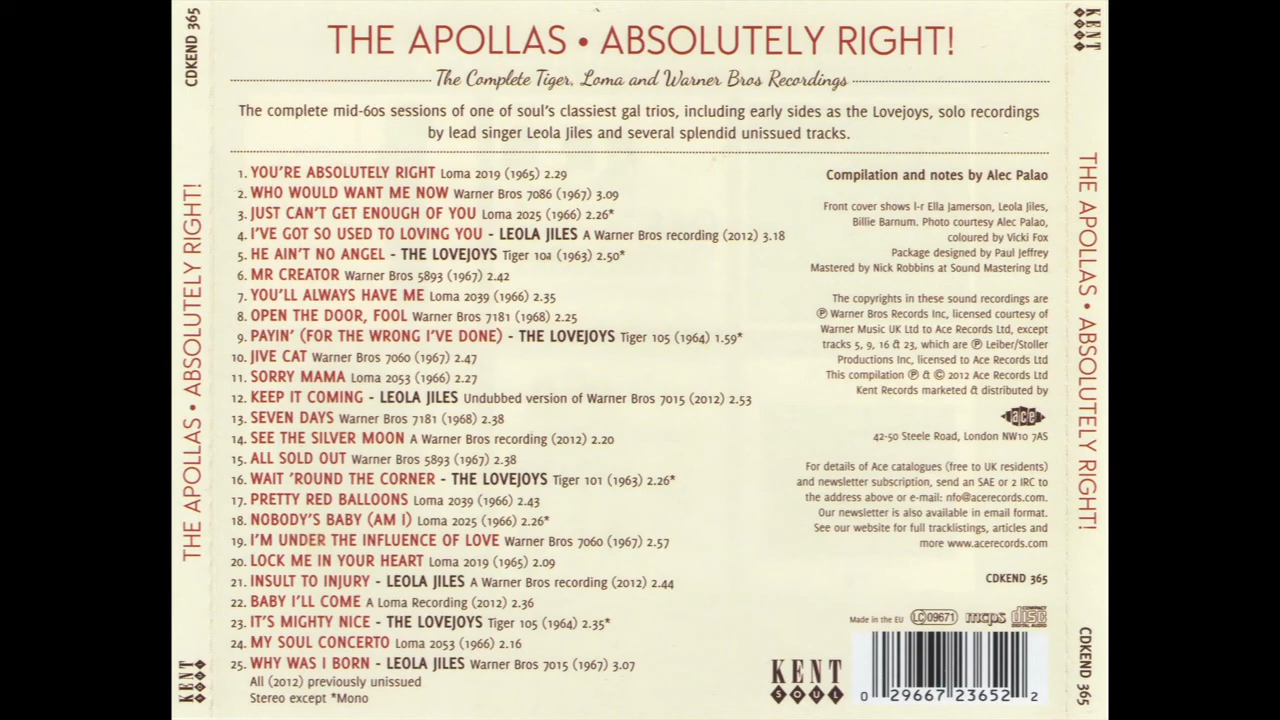 THE APOLLAS • ABSOLUTELY RIGHT!
The Complete Tiger, Loma and Warner Bros Recordings
The complete mid-60s sessions of one of soul's classiest gal trios, including early sides as the Lovejoys, solo recordings
by lead singer Leola Jiles and several splendid unissued tracks.
1. YOU'RE ABSOLUTELY RIGHT Loma 2019 (1965) 2.29
2. WHO WOULD WANT ME NOW Warner Bros 7086 (1967) 3.09
3. JUST CAN'T GET ENOUGH OF YOU Loma 2025 (1966) 2.26*
4. I'VE GOT SO USED TO LOVING YOU - LEOLA JILES A Warner Bros recording (2012) 3.18
5. HE AIN'T NO ANGEL - THE LOVEJOYS Tiger 101 (1963) 2.50*
6. MR CREATOR Warner Bros 5893 (1967) 2.42
7. YOU'LL ALWAYS HAVE ME Loma 2039 (1966) 2.35
8. OPEN THE DOOR, FOOL Warner Bros 7181 (1968) 2.25
9. PAYIN' (FOR THE WRONG I'VE DONE) - THE LOVEJOYS Tiger 105 (1964) 1.59*
10. JIVE CAT Warner Bros 7060 (1967) 2.47
11. SORRY MAMA Loma 2053 (1966) 2.27
12. KEEP IT COMING - LEOLA JILES Undubbed version of Warner Bros 7015 (2012) 2.53
13. SEVEN DAYS Warner Bros 7181 (1968) 2.38
14. SEE THE SILVER MOON A Warner Bros recording (2012) 2.20
15. ALL SOLD OUT Warner Bros 5893 (1967) 2.38
16. WAIT 'ROUND THE CORNER - THE LOVEJOYS Tiger 101 (1963) 2.26*
17. PRETTY RED BALLOONS Loma 2039 (1966) 2.43
18. NOBODY'S BABY (AM I) Loma 2025 (1966) 2.26*
19. I'M UNDER THE INFLUENCE OF LOVE Warner Bros 7060 (1967) 2.57
20. LOCK ME IN YOUR HEART Loma 2019 (1965) 2.09
21. INSULT TO INJURY - LEOLA JILES A Warner Bros recording (2012) 2.44
22. BABY I'LL COME A Loma Recording (2012) 2.36
23. IT'S MIGHTY NICE - THE LOVEJOYS Tiger 105 (1964) 2.35*
24. MY SOUL CONCERTO Loma 2053 (1966) 2.16
25. WHY WAS I BORN - LEOLA JILES Warner Bros 7015 (1967) 3.07
All (2012) previously unissued
Stereo except *Mono
Compilation and notes by Alec Palao
Front cover shows l-r Ella Jamerson, Leola Jiles,
Billie Barnum. Photo courtesy Alec Palao,
coloured by Vicki Fox
Package designed by Paul Jeffrey
Mastered by Nick Robbins at Sound Mastering Ltd
The copyrights in these sound recordings are
℗ Warner Bros Records Inc, licensed courtesy of
Warner Music UK Ltd to Ace Records Ltd, except
tracks 5, 9, 16 & 23, which are ℗ Leiber/Stoller
Productions Inc, licensed to Ace Records Ltd
This compilation ℗ & © 2012 Ace Records Ltd
Kent Records marketed & distributed by
ace
42-50 Steele Road, London NW10 7AS
For details of Ace catalogues (free to UK residents)
and newsletter subscription, send an SAE or 2 IRC to
the address above or e-mail: nfo@acerecords.com.
Our newsletter is also available in email format.
See our website for full tracklistings, articles and
more www.acerecords.com
CDKEND 365
Made in the EU LC 09671 mcps COMPACT disc DIGITAL AUDIO
KENT SOUL
0 29667 23652 2
CDKEND 365
THE APOLLAS • ABSOLUTELY RIGHT!
KENT
KENT
THE APOLLAS • ABSOLUTELY RIGHT!
CDKEND 365